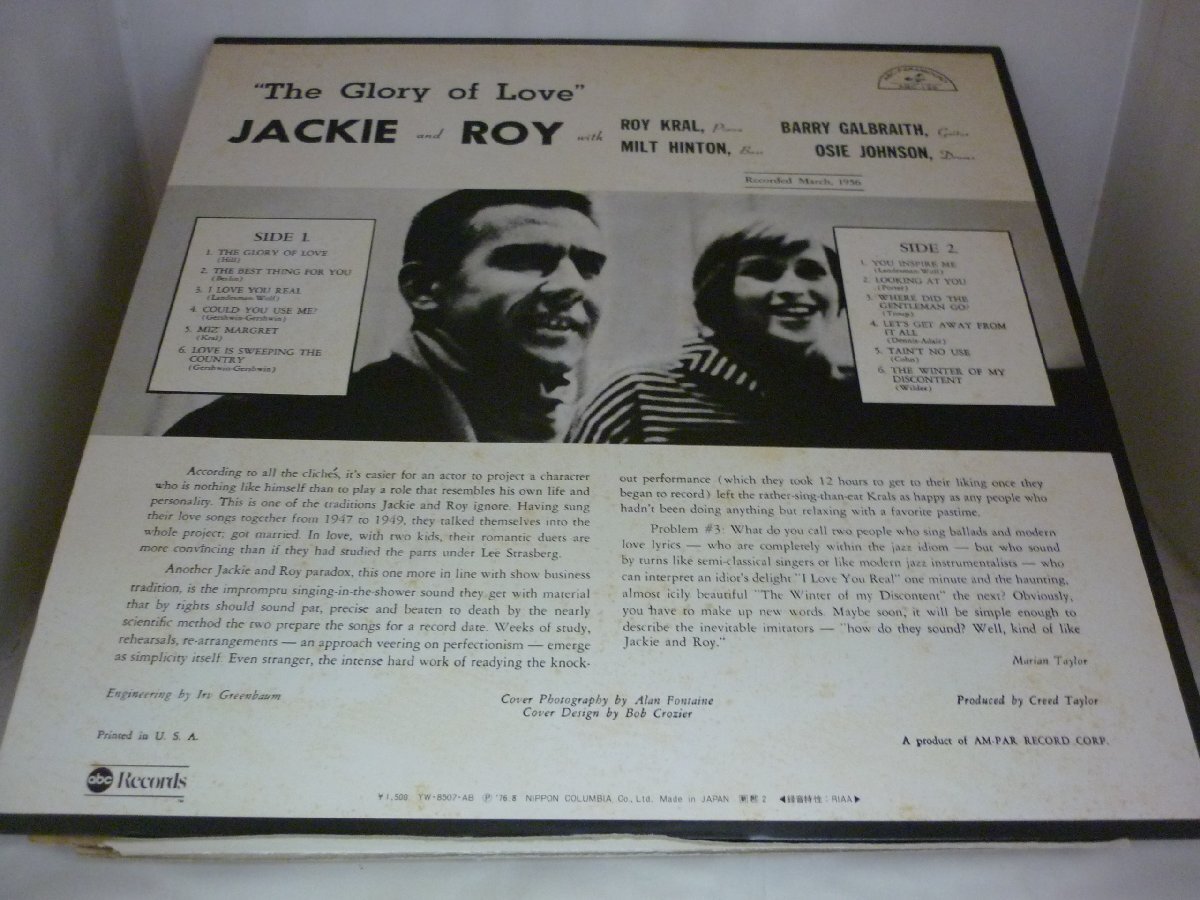 "The Glory of Love"
JACKIE and ROY with
ROY KRAL, Piano
BARRY GALBRAITH, Guitar
MILT HINTON, Bass
OSIE JOHNSON, Drums
Recorded March, 1956
ABC-PARAMOUNT
SIDE 1.
1. THE GLORY OF LOVE
(Hill)
2. THE BEST THING FOR YOU
(Berlin)
3. I LOVE YOU REAL
(Landesman-Wolf)
4. COULD YOU USE ME?
(Gershwin-Gershwin)
5. MIZ' MARGRET
(Kral)
6. LOVE IS SWEEPING THE
COUNTRY
(Gershwin-Gershwin)
SIDE 2.
1. YOU INSPIRE ME
(Landesman-Wolf)
2. LOOKING AT YOU
(Porter)
3. WHERE DID THE
GENTLEMAN GO?
(Troup)
4. LET'S GET AWAY FROM
IT ALL
(Dennis-Adair)
5. TAIN'T NO USE
(Cohn)
6. THE WINTER OF MY
DISCONTENT
(Wilder)
According to all the clichés, it's easier for an actor to project a character
who is nothing like himself than to play a role that resembles his own life and
personality. This is one of the traditions Jackie and Roy ignore. Having sung
their love songs together from 1947 to 1949, they talked themselves into the
whole project; got married. In love, with two kids, their romantic duets are
more convincing than if they had studied the parts under Lee Strasberg.
Another Jackie and Roy paradox, this one more in line with show business
tradition, is the impromptu singing-in-the-shower sound they get with material
that by rights should sound pat, precise and beaten to death by the nearly
scientific method the two prepare the songs for a record date. Weeks of study,
rehearsals, re-arrangements — an approach veering on perfectionism — emerge
as simplicity itself. Even stranger, the intense hard work of readying the knock-
out performance (which they took 12 hours to get to their liking once they
began to record) left the rather-sing-than-eat Krals as happy as any people who
hadn't been doing anything but relaxing with a favorite pastime.
Problem #3: What do you call two people who sing ballads and modern
love lyrics — who are completely within the jazz idiom — but who sound
by turns like semi-classical singers or like modern jazz instrumentalists — who
can interpret an idiot's delight "I Love You Real" one minute and the haunting,
almost icily beautiful "The Winter of my Discontent" the next? Obviously,
you have to make up new words. Maybe soon, it will be simple enough to
describe the inevitable imitators — "how do they sound? Well, kind of like
Jackie and Roy."
Marian Taylor
Engineering by Irv Greenbaum
Cover Photography by Alan Fontaine
Cover Design by Bob Crozier
Produced by Creed Taylor
Printed in U. S. A.
A product of AM-PAR RECORD CORP.
abc Records
¥1,500 YW-8507-AB Ⓟ '76.8 NIPPON COLUMBIA Co., Ltd. Made in JAPAN 2 ◀録音特性:RIAA▶